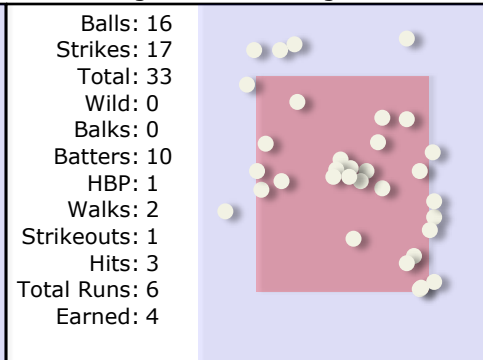 Balls: 16
Strikes: 17
Total: 33
Wild: 0
Balks: 0
Batters: 10
HBP: 1
Walks: 2
Strikeouts: 1
Hits: 3
Total Runs: 6
Earned: 4